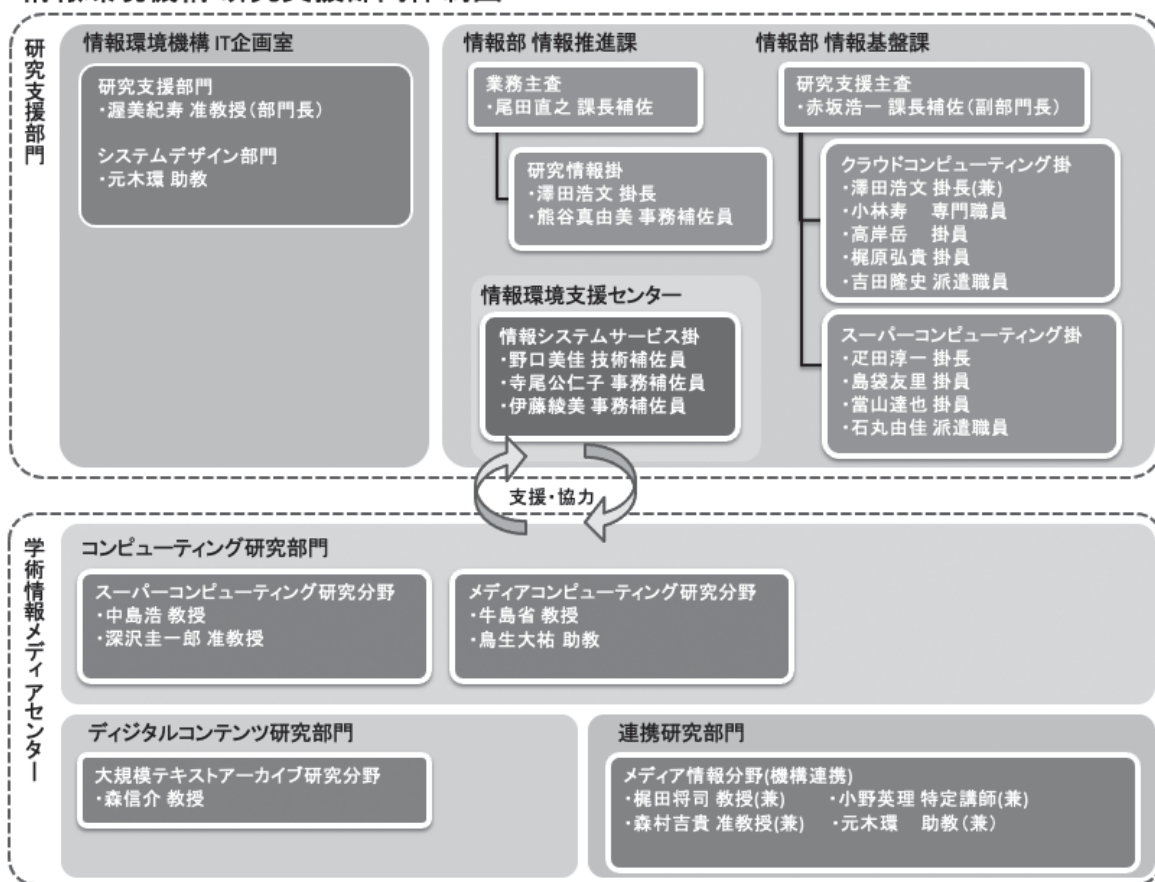 情報環境機構 研究支援部門体制図
研究支援部門
情報環境機構 IT企画室
研究支援部門
・渥美紀寿 准教授(部門長)
システムデザイン部門
・元木環 助教
情報部 情報推進課
業務主査
・尾田直之 課長補佐
研究情報掛
・澤田浩文 掛長
・熊谷真由美 事務補佐員
情報環境支援センター
情報システムサービス掛
・野口美佳 技術補佐員
・寺尾公仁子 事務補佐員
・伊藤綾美 事務補佐員
情報部 情報基盤課
研究支援主査
・赤坂浩一 課長補佐(副部門長)
クラウドコンピューティング掛
・澤田浩文 掛長(兼)
・小林寿 専門職員
・高岸岳 掛員
・梶原弘貴 掛員
・吉田隆史 派遣職員
スーパーコンピューティング掛
・疋田淳一 掛長
・島袋友里 掛員
・當山達也 掛員
・石丸由佳 派遣職員
支援・協力
学術情報メディアセンター
コンピューティング研究部門
スーパーコンピューティング研究分野
・中島浩 教授
・深沢圭一郎 准教授
メディアコンピューティング研究分野
・牛島省 教授
・鳥生大祐 助教
ディジタルコンテンツ研究部門
大規模テキストアーカイブ研究分野
・森信介 教授
連携研究部門
メディア情報分野(機構連携)
・梶田将司 教授(兼) ・小野英理 特定講師(兼)
・森村吉貴 准教授(兼) ・元木環 助教(兼)